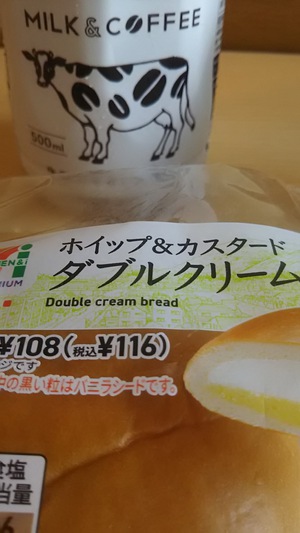 MILK & COFFEE
500ml
ホイップ&カスタード
ダブルクリーム
Double cream bread
¥108(税込¥116)
ジです
中の黒い粒はバニラシードです。
食塩
当量